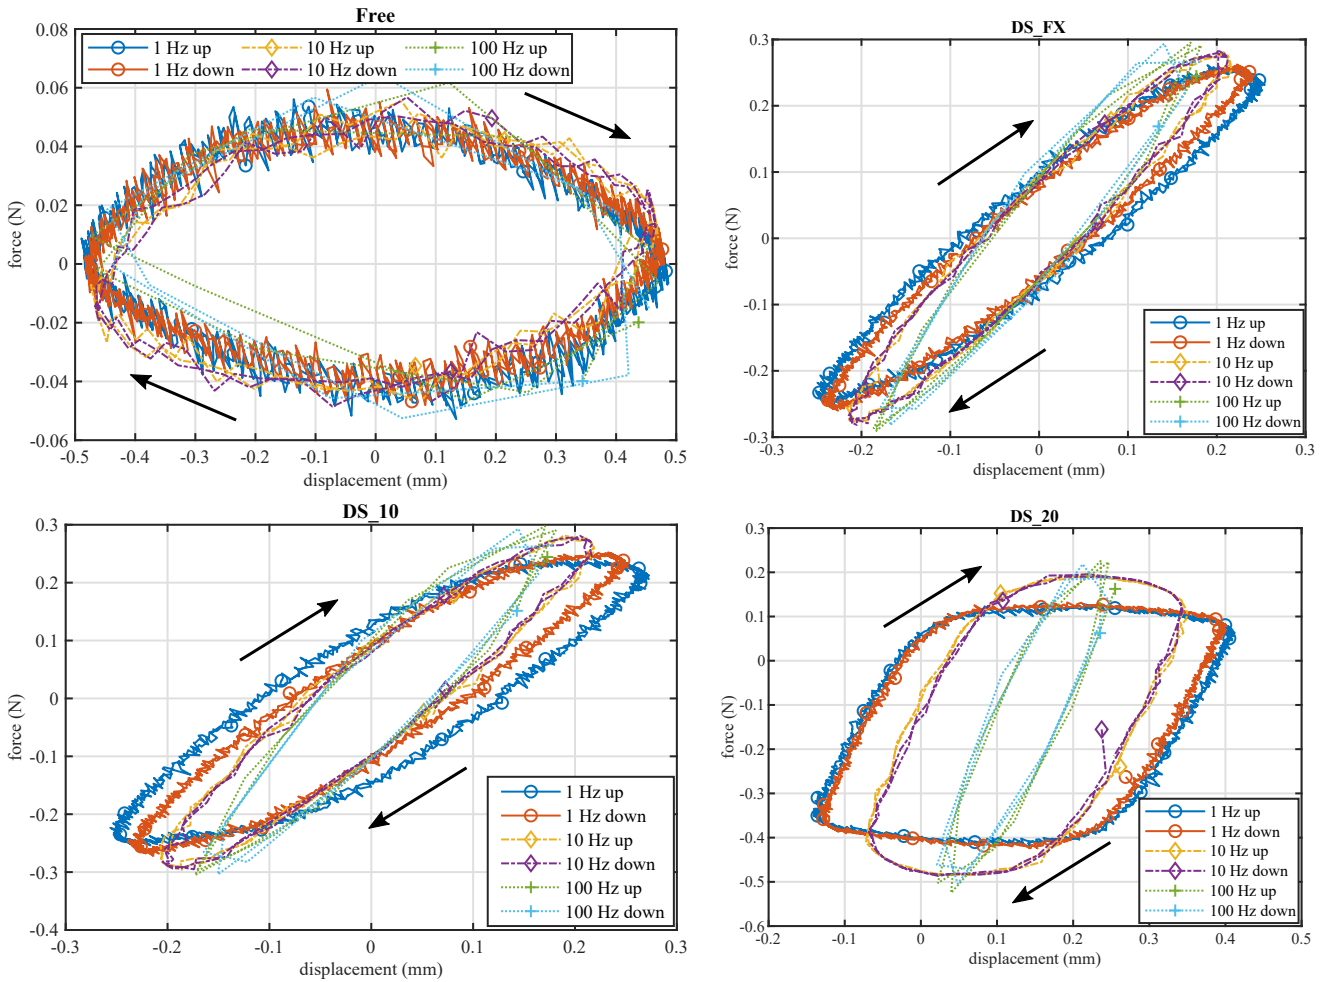 Free
0.08
0.06
0.04
0.02
0
-0.02
-0.04
-0.06
force (N)
1 Hz up
10 Hz up
100 Hz up
1 Hz down
10 Hz down
100 Hz down
-0.5 -0.4 -0.3 -0.2 -0.1 0 0.1 0.2 0.3 0.4 0.5
displacement (mm)
DS_FX
0.3
0.2
0.1
0
-0.1
-0.2
-0.3
force (N)
1 Hz up
1 Hz down
10 Hz up
10 Hz down
100 Hz up
100 Hz down
-0.3 -0.2 -0.1 0 0.1 0.2 0.3
displacement (mm)
DS_10
0.3
0.2
0.1
0
-0.1
-0.2
-0.3
-0.4
force (N)
1 Hz up
1 Hz down
10 Hz up
10 Hz down
100 Hz up
100 Hz down
-0.3 -0.2 -0.1 0 0.1 0.2 0.3
displacement (mm)
DS_20
0.3
0.2
0.1
0
-0.1
-0.2
-0.3
-0.4
-0.5
-0.6
force (N)
1 Hz up
1 Hz down
10 Hz up
10 Hz down
100 Hz up
100 Hz down
-0.2 -0.1 0 0.1 0.2 0.3 0.4 0.5
displacement (mm)